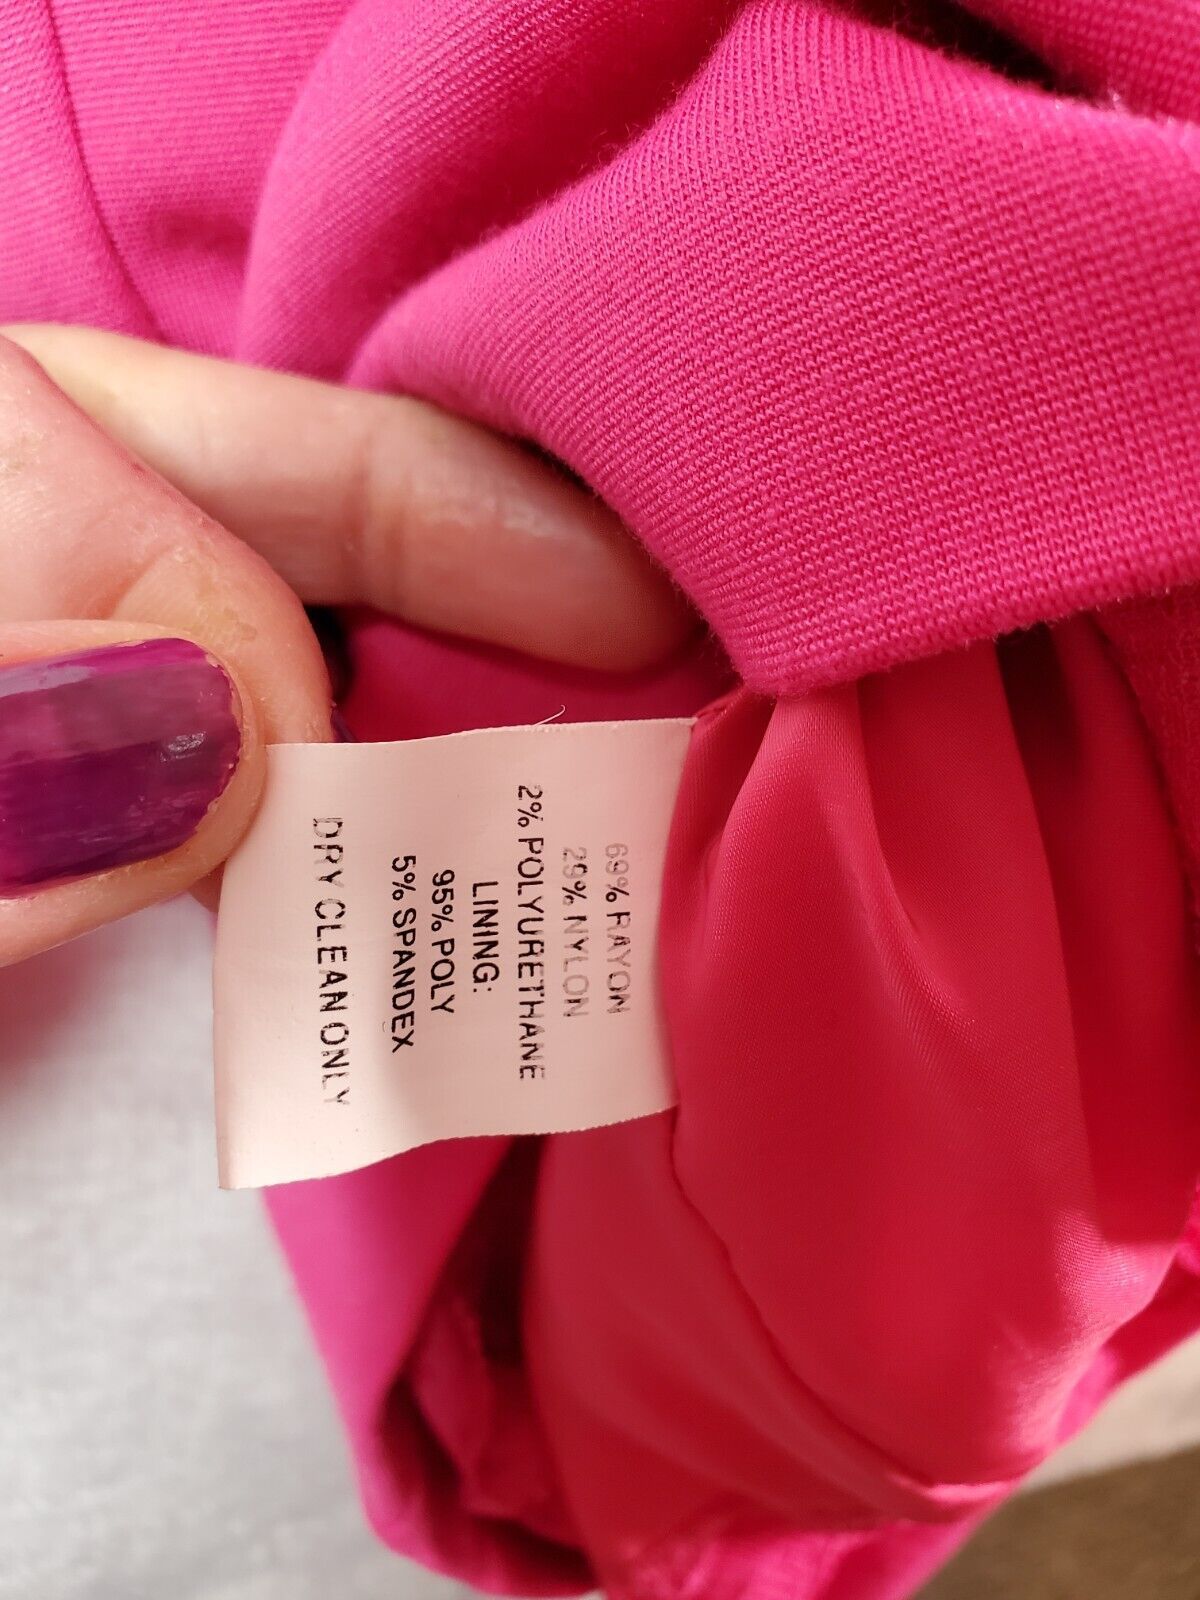 69% RAYON
29% NYLON
2% POLYURETHANE
LINING:
95% POLY
5% SPANDEX
DRY CLEAN ONLY